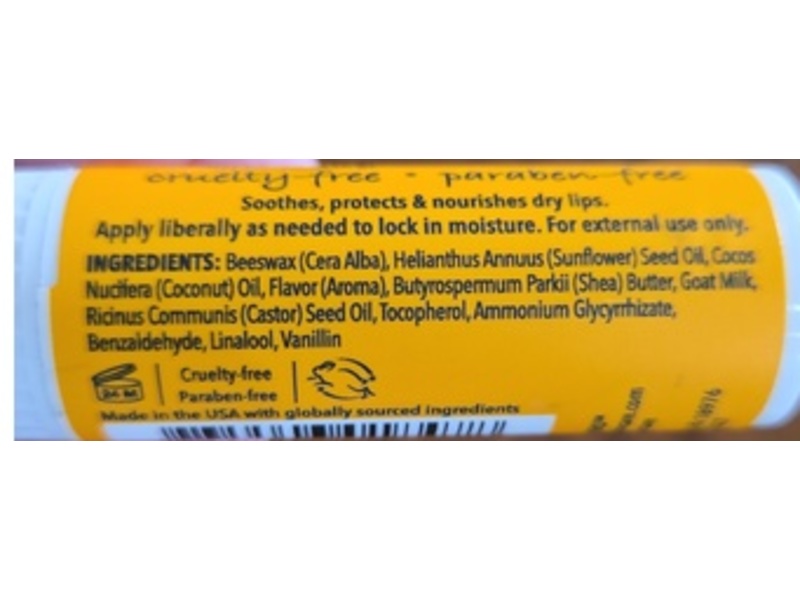 cruelty-free • paraben-free
Soothes, protects & nourishes dry lips.
Apply liberally as needed to lock in moisture. For external use only.
INGREDIENTS: Beeswax (Cera Alba), Helianthus Annuus (Sunflower) Seed Oil, Cocos
Nucifera (Coconut) Oil, Flavor (Aroma), Butyrospermum Parkii (Shea) Butter, Goat Milk,
Ricinus Communis (Castor) Seed Oil, Tocopherol, Ammonium Glycyrrhizate,
Benzaldehyde, Linalool, Vanillin
24 M
Cruelty-free
Paraben-free
Made in the USA with globally sourced ingredients